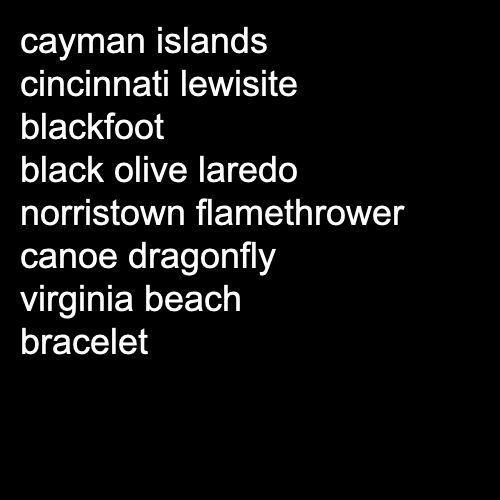 cayman islands
cincinnati lewisite
blackfoot
black olive laredo
norristown flamethrower
canoe dragonfly
virginia beach
bracelet